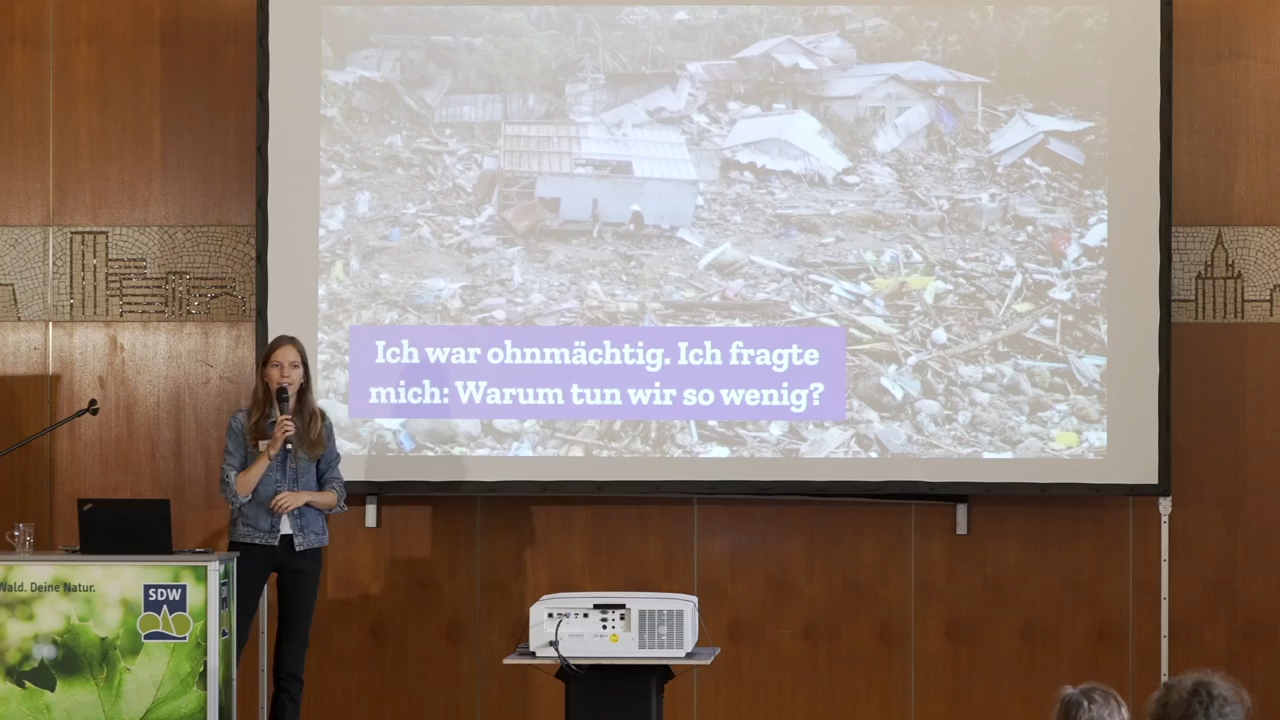 Ich war ohnmächtig. Ich fragte
mich: Warum tun wir so wenig?
Wald. Deine Natur.
SDW